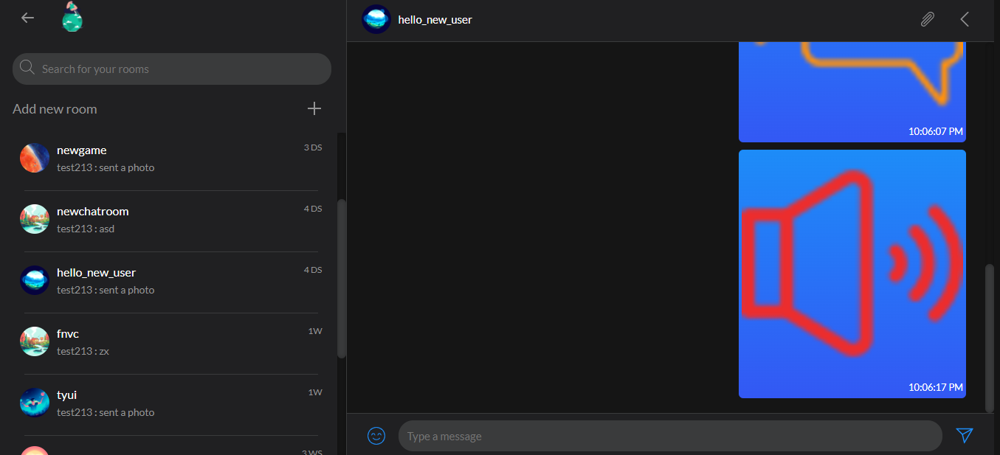 Search for your rooms
Add new room
newgame
3 DS
test213 : sent a photo
newchatroom
4 DS
test213 : asd
hello_new_user
4 DS
test213 : sent a photo
fnvc
1W
test213 : zx
tyui
1W
test213 : sent a photo
3 WS
hello_new_user
10:06:07 PM
10:06:17 PM
Type a message